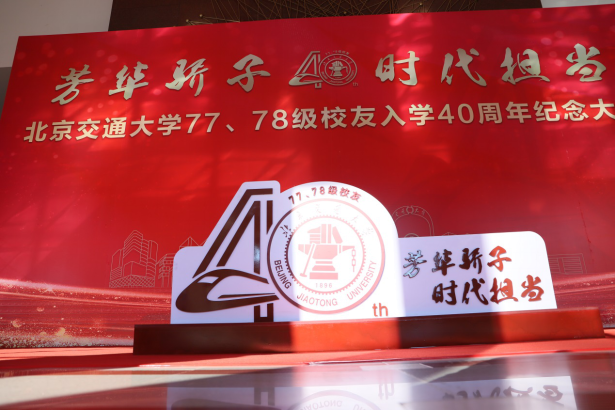 芳华骄子 40 时代担当
北京交通大学77、78级校友入学40周年纪念大
77、78级校友
40th
BEIJING JIAOTONG UNIVERSITY
1896
芳华骄子
时代担当